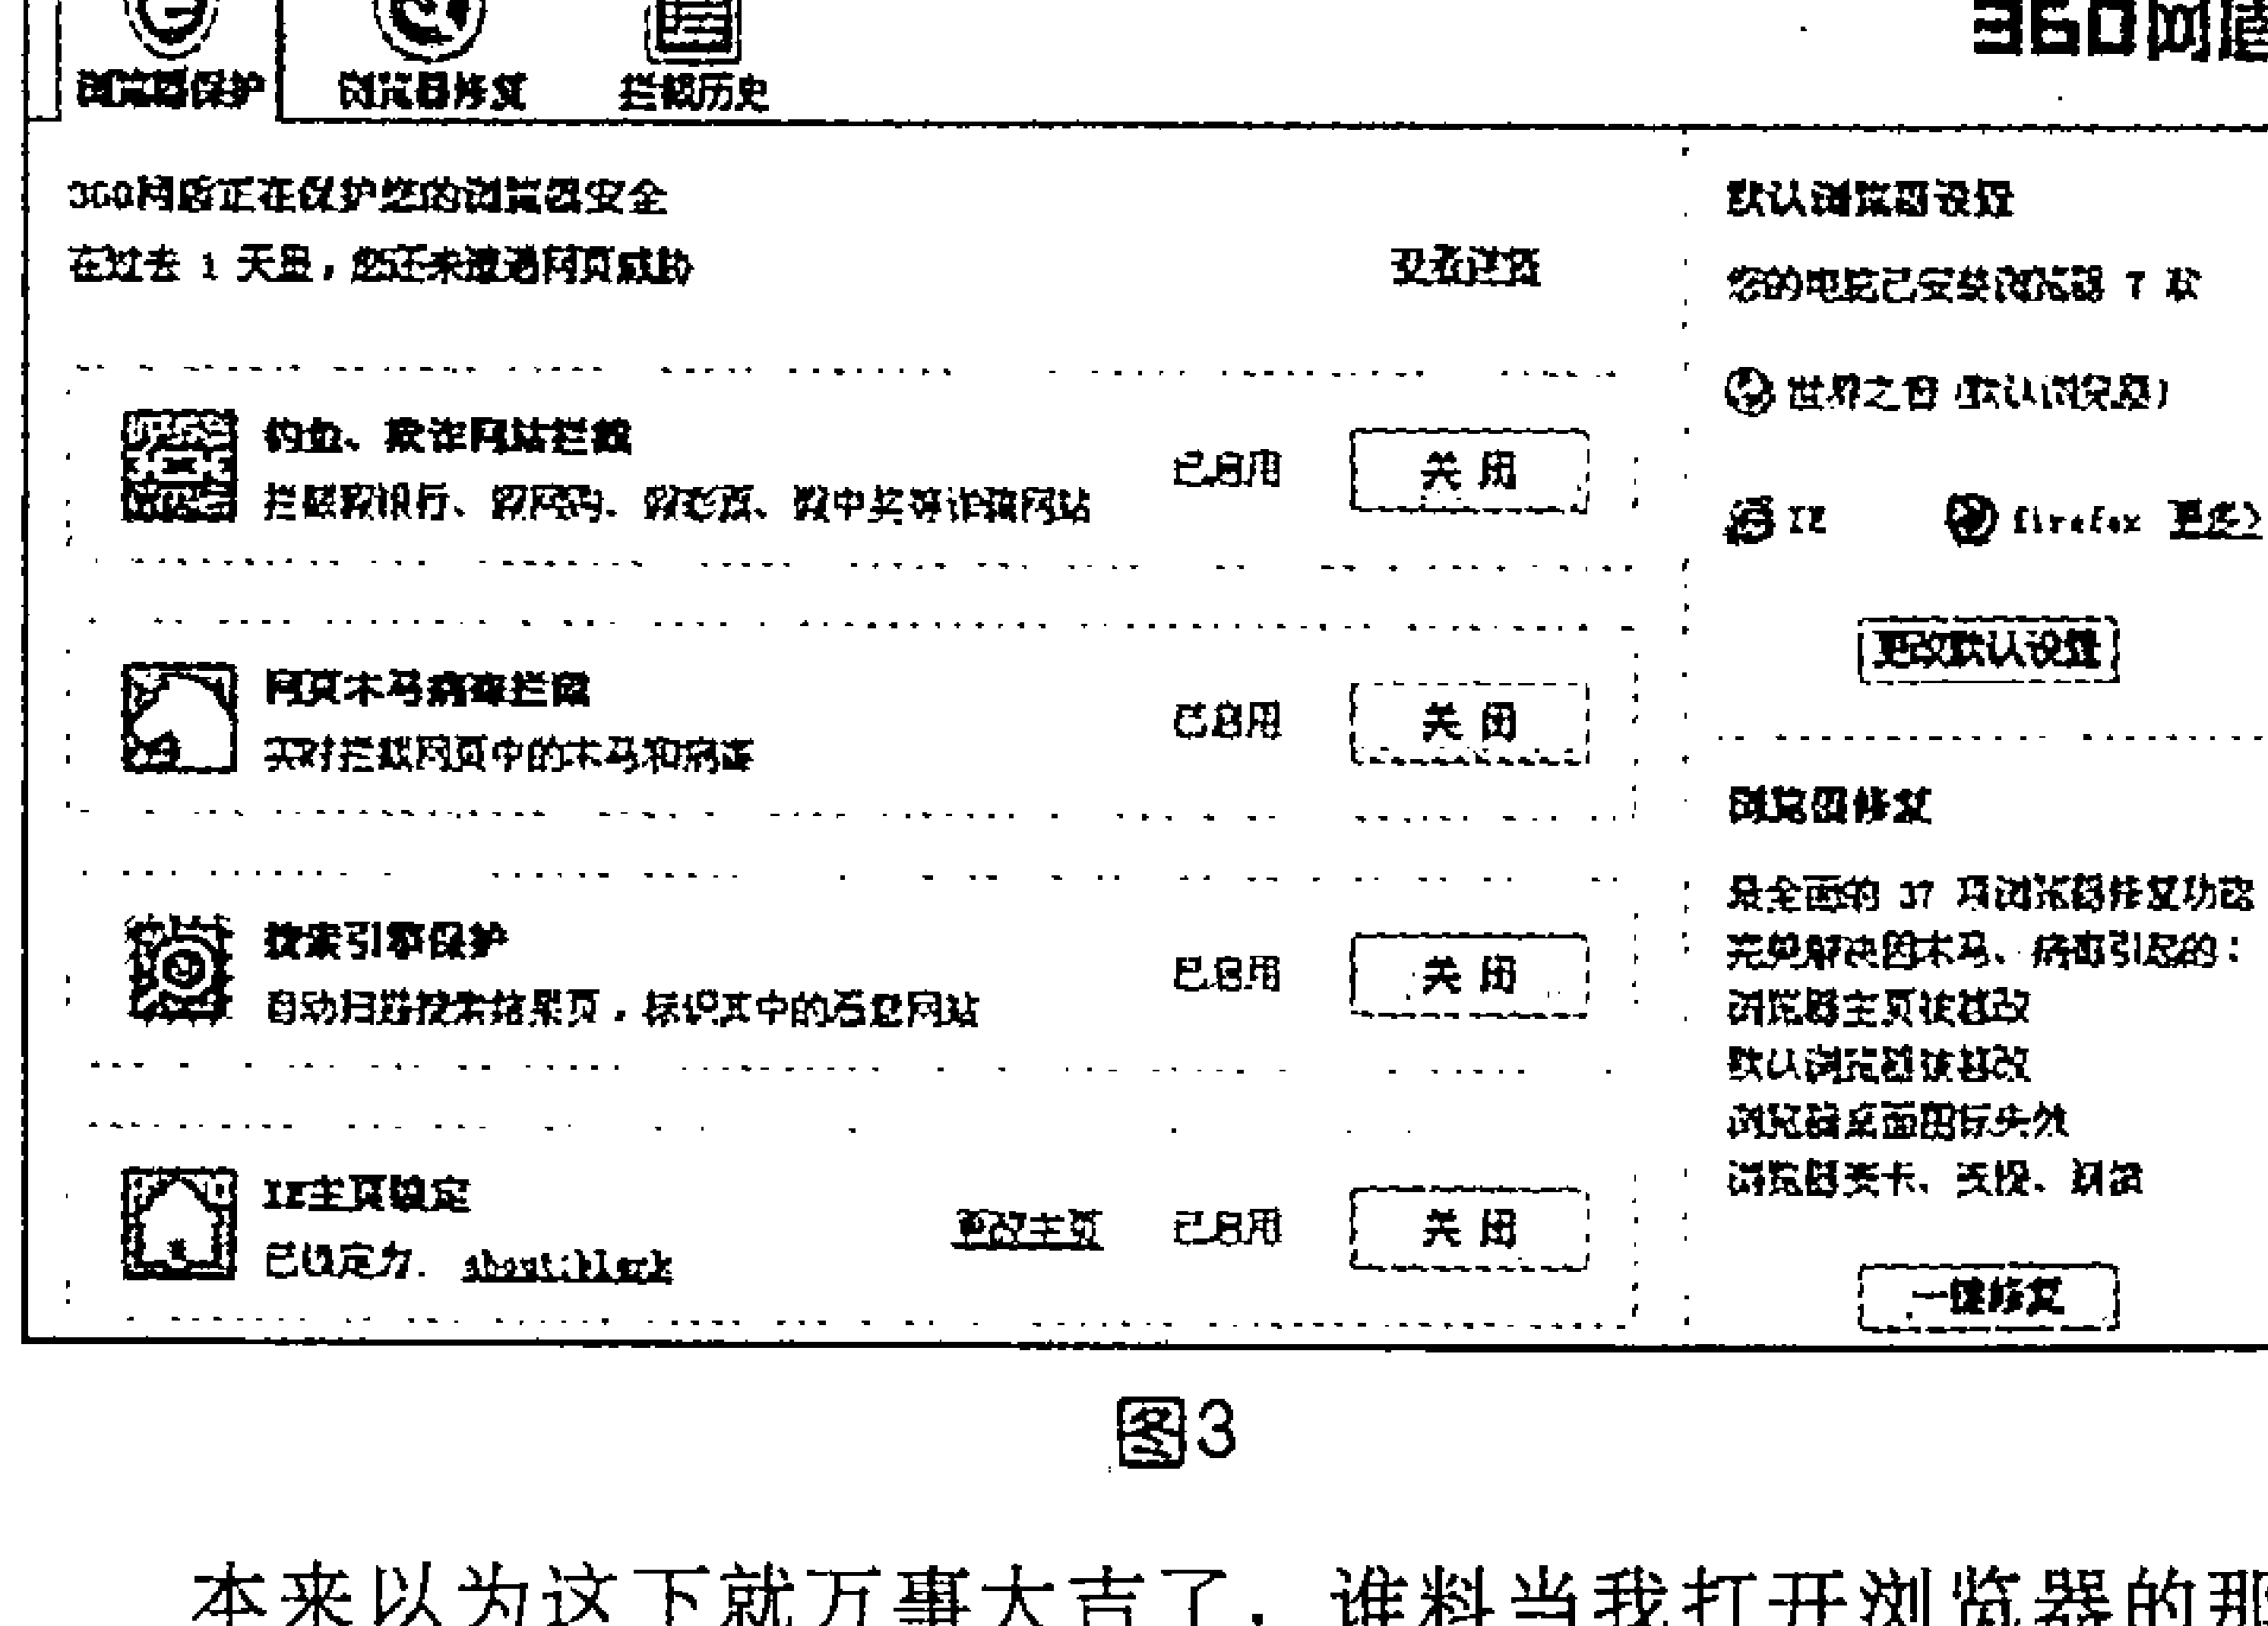 360网盾
浏览器保护 浏览器修复 拦截历史
360网盾正在保护您的浏览器安全
在过去 1 天里，您还未遭遇网页威胁
钓鱼、欺诈网站拦截
拦截假银行、假网购、假彩票、假中奖等诈骗网站
已启用 关 闭
网页木马病毒拦截
实时拦截网页中的木马和病毒
已启用 关 闭
搜索引擎保护
自动扫描搜索结果页，标识其中的恶意网站
已启用 关 闭
IE主页锁定
已锁定为: about:blank
更改主页 已启用 关 闭
默认浏览器设置
您的电脑已安装浏览器 7 款
世界之窗(默认浏览器)
IE firefox 更多>
更改默认设置
浏览器修复
最全面的 37 项浏览器修复功能
完美解决因木马、病毒引起的:
浏览器主页被篡改
默认浏览器被篡改
浏览器桌面图标失效
浏览器变卡、变慢、崩溃
一键修复
图3
本来以为这下就万事大吉了，谁料当我打开浏览器的那